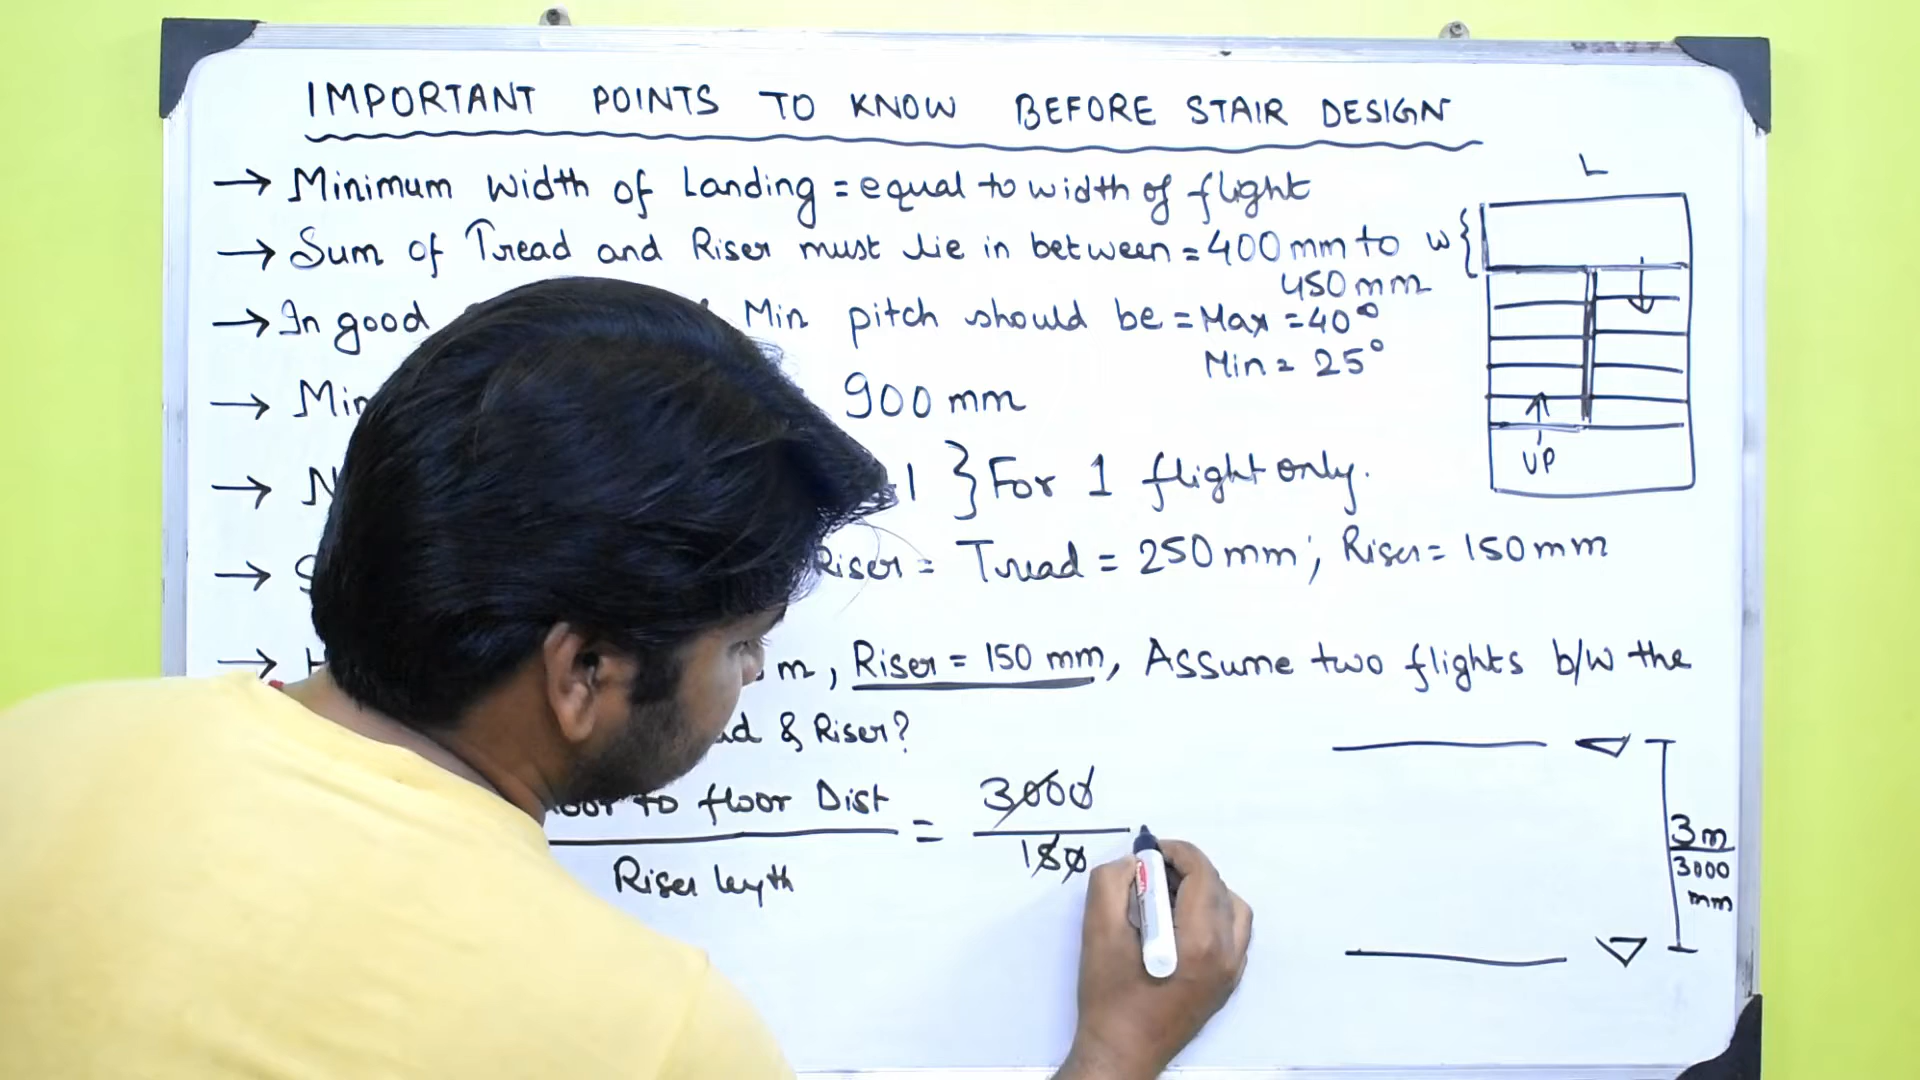 IMPORTANT POINTS TO KNOW BEFORE STAIR DESIGN
→ Minimum width of Landing = equal to width of flight
→ Sum of Tread and Riser must lie in between = 400 mm to
450 mm
→ In good Min pitch should be = Max = 40°
Min = 25°
→ Min 900 mm
→ -1 } For 1 flight only.
→ Riser = Tread = 250 mm ; Riser = 150 mm
→ m, Riser = 150 mm, Assume two flights b/w the
& Riser?
to floor Dist = 3000
Riser 150
L
W {
UP
3m
3000
mm